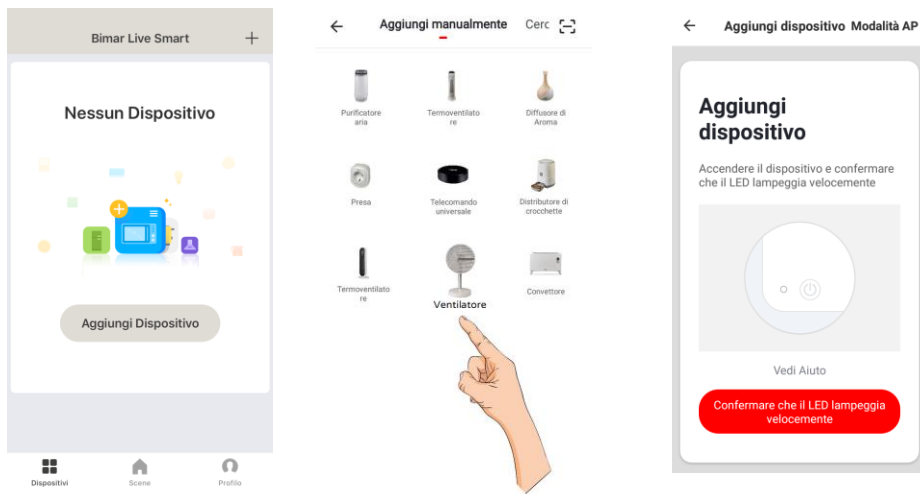 Bimar Live Smart
Nessun Dispositivo
Aggiungi Dispositivo
Dispositivi
Scene
Profilo
Aggiungi manualmente
Cerc
Purificatore
aria
Termoventilato
re
Diffusore di
Aroma
Presa
Telecomando
universale
Distributore di
crocchette
Termoventilato
re
Ventilatore
Convettore
Aggiungi dispositivo Modalità AP
Aggiungi
dispositivo
Accendere il dispositivo e confermare
che il LED lampeggia velocemente
Vedi Aiuto
Confermare che il LED lampeggia
velocemente